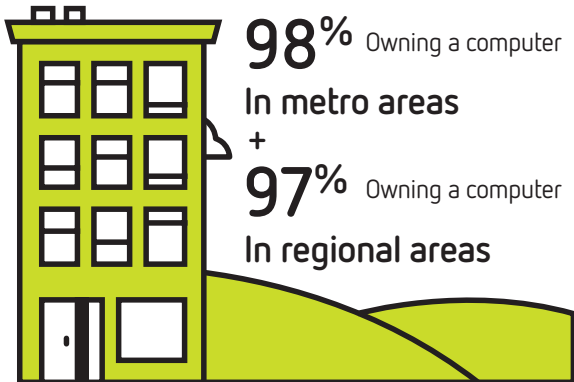 98% Owning a computer
In metro areas
+
97% Owning a computer
In regional areas